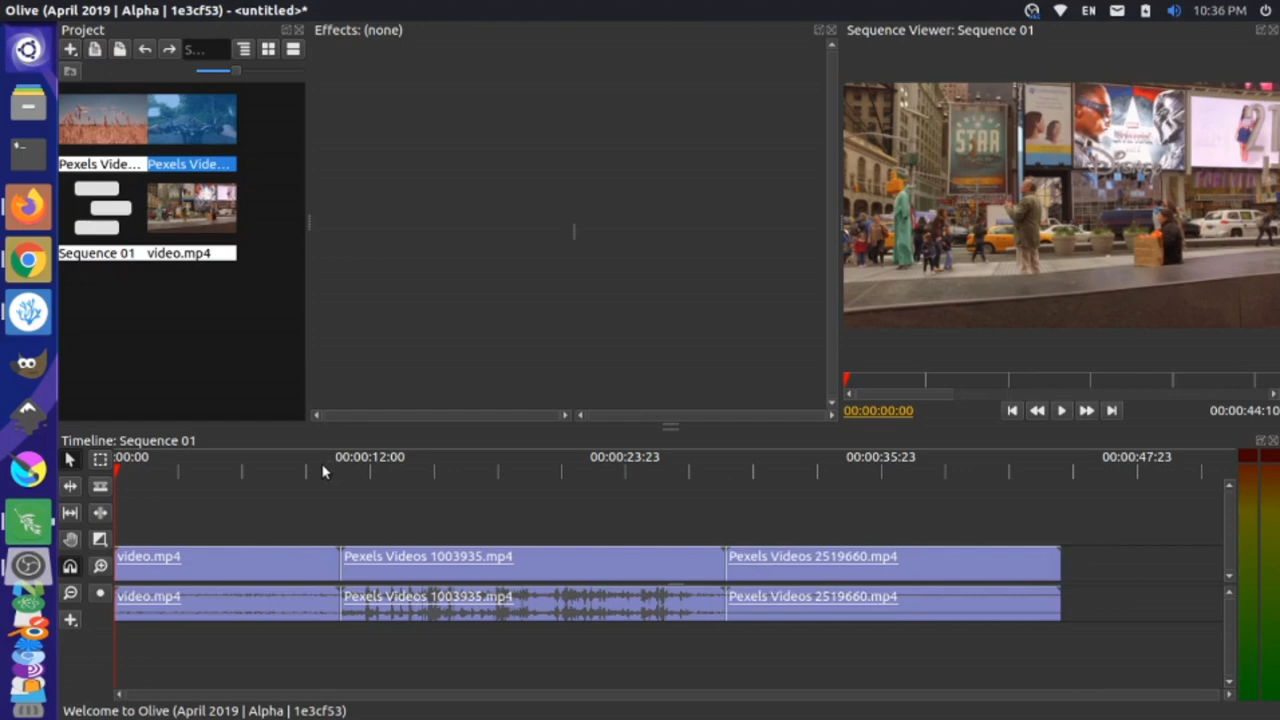 Olive (April 2019 | Alpha | 1e3cf53) - <untitled>*
EN
10:36 PM
Project
Effects: (none)
Sequence Viewer: Sequence 01
S...
Pexels Vide...
Pexels Vide...
Sequence 01
video.mp4
STAR
21
00:00:00:00
00:00:44:10
Timeline: Sequence 01
:00:00
00:00:12:00
00:00:23:23
00:00:35:23
00:00:47:23
video.mp4
Pexels Videos 1003935.mp4
Pexels Videos 2519660.mp4
video.mp4
Pexels Videos 1003935.mp4
Pexels Videos 2519660.mp4
Welcome to Olive (April 2019 | Alpha | 1e3cf53)